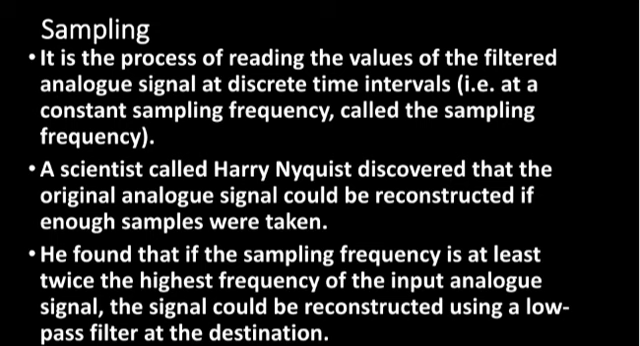 Sampling
• It is the process of reading the values of the filtered
analogue signal at discrete time intervals (i.e. at a
constant sampling frequency, called the sampling
frequency).
• A scientist called Harry Nyquist discovered that the
original analogue signal could be reconstructed if
enough samples were taken.
• He found that if the sampling frequency is at least
twice the highest frequency of the input analogue
signal, the signal could be reconstructed using a low-
pass filter at the destination.